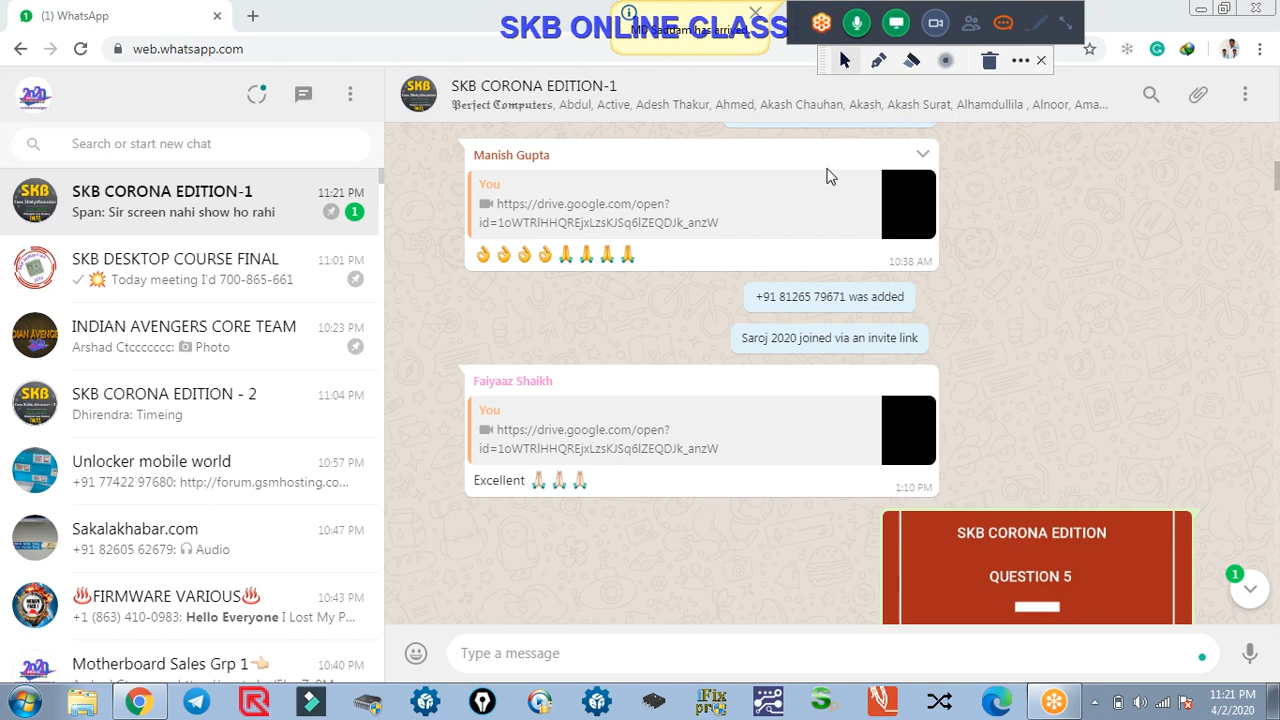 (1) WhatsApp
SKB ONLINE CLASS
MD Saddam has arrived.
web.whatsapp.com
SKB CORONA EDITION-1
Perfect Computers, Abdul, Active, Adesh Thakur, Ahmed, Akash Chauhan, Akash, Akash Surat, Alhamdullila , Alnoor, Ama...
Search or start new chat
SKB CORONA EDITION-1
11:21 PM
Span: Sir screen nahi show ho rahi
1
SKB DESKTOP COURSE FINAL
11:01 PM
✓ 💥 Today meeting I'd 700-865-661
INDIAN AVENGERS CORE TEAM
10:23 PM
Arshad Ctccccccc: Photo
SKB CORONA EDITION - 2
11:04 PM
Dhirendra: Timeing
Unlocker mobile world
10:57 PM
+91 77422 97680: http://forum.gsmhosting.co...
Sakalakhabar.com
10:47 PM
+91 82605 62679: Audio
♨️FIRMWARE VARIOUS♨️
10:43 PM
+1 (863) 410-0983: Hello Everyone I Lost My P...
Motherboard Sales Grp 1👈🏻
10:40 PM
Manish Gupta
You
https://drive.google.com/open?
id=1oWTRlHHQREjxLzsKJSq6lZEQDJk_anzW
👌👌👌👌🙏🙏🙏🙏
10:38 AM
+91 81265 79671 was added
Saroj 2020 joined via an invite link
Faiyaaz Shaikh
You
https://drive.google.com/open?
id=1oWTRlHHQREjxLzsKJSq6lZEQDJk_anzW
Excellent 🙏🏻🙏🏻🙏🏻
1:10 PM
SKB CORONA EDITION
QUESTION 5
1
Type a message
11:21 PM
4/2/2020